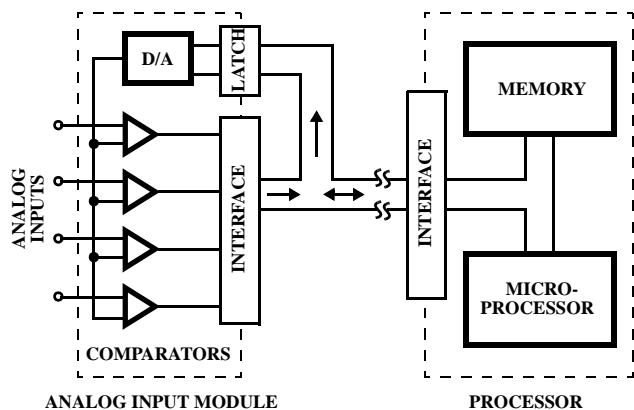 D/A
LATCH
MEMORY
ANALOG
INPUTS
INTERFACE
INTERFACE
MICRO-
PROCESSOR
COMPARATORS
ANALOG INPUT MODULE
PROCESSOR